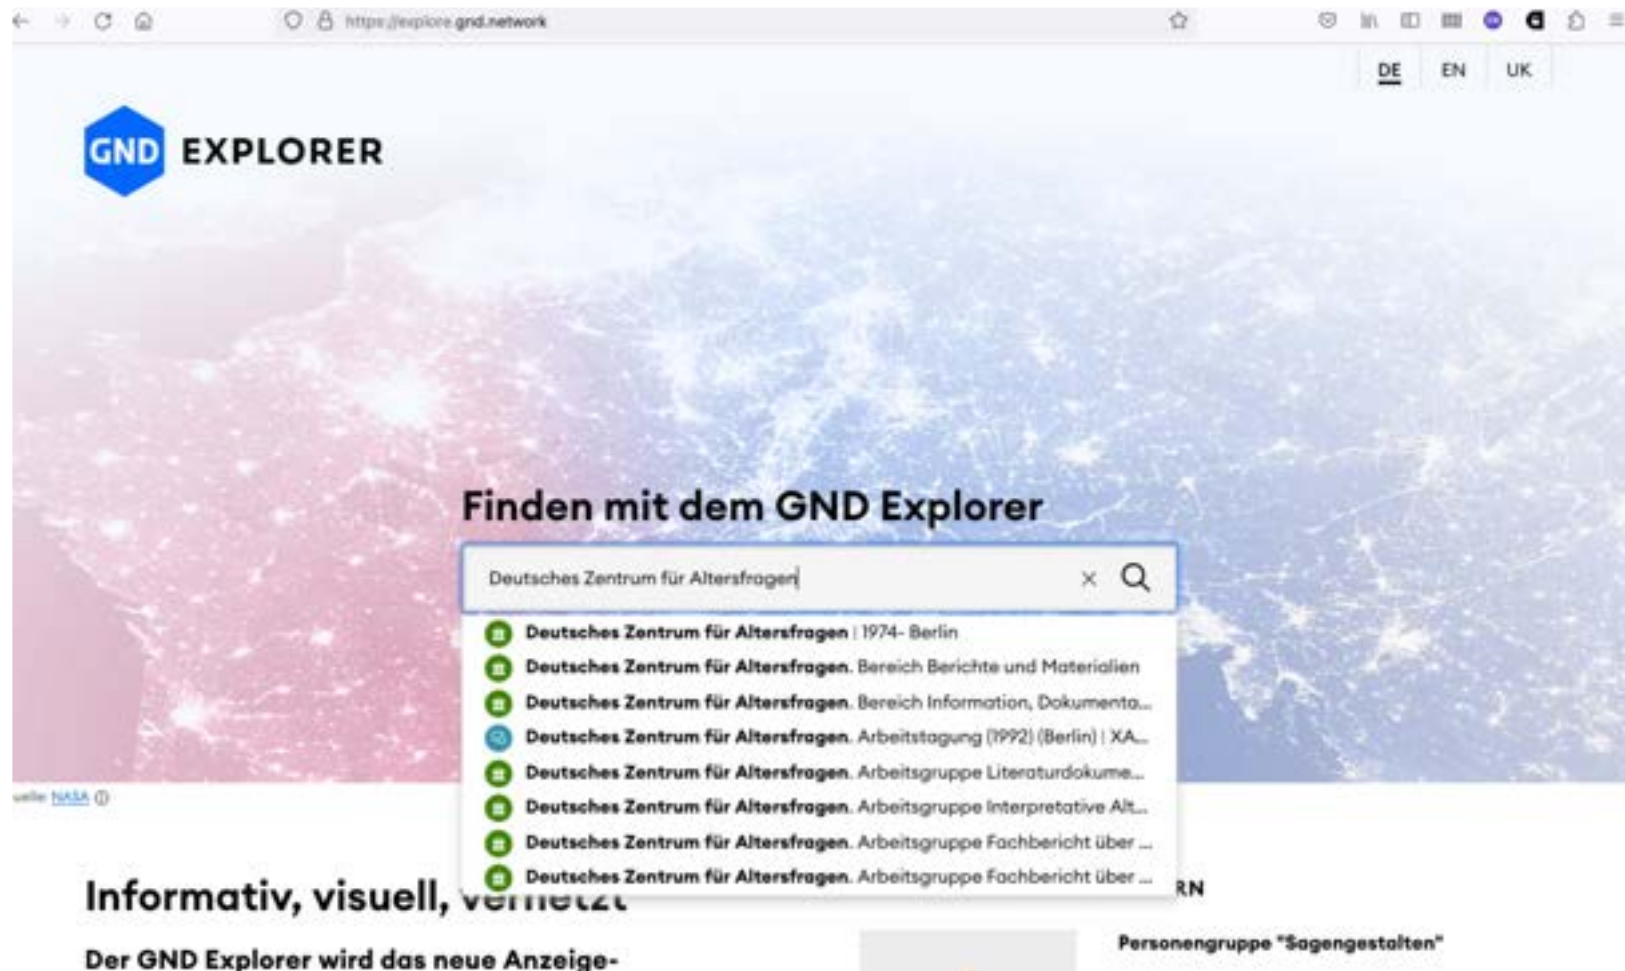 https://explore.gnd.network
DE EN UK
GND EXPLORER
Finden mit dem GND Explorer
Deutsches Zentrum für Altersfragen
Deutsches Zentrum für Altersfragen | 1974- Berlin
Deutsches Zentrum für Altersfragen. Bereich Berichte und Materialien
Deutsches Zentrum für Altersfragen. Bereich Information, Dokumenta...
Deutsches Zentrum für Altersfragen. Arbeitstagung (1992) (Berlin) | XA...
Deutsches Zentrum für Altersfragen. Arbeitsgruppe Literaturdokume...
Deutsches Zentrum für Altersfragen. Arbeitsgruppe Interpretative Alt...
Deutsches Zentrum für Altersfragen. Arbeitsgruppe Fachbericht über ...
Deutsches Zentrum für Altersfragen. Arbeitsgruppe Fachbericht über ...
uelle: NASA
Informativ, visuell, vernetzt
RN
Der GND Explorer wird das neue Anzeige-
Personengruppe "Sagengestalten"